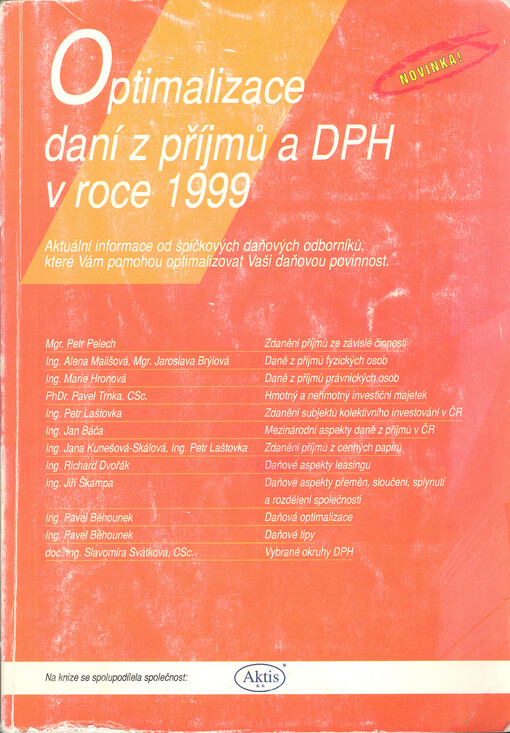 Optimalizace
NOVINKA!
daní z příjmů a DPH
v roce 1999
Aktuální informace od špičkových daňových odborníků,
které Vám pomohou optimalizovat Vaši daňovou povinnost.
Mgr. Petr Pelech Zdanění příjmů ze závislé činnosti
Ing. Alena Mališová, Mgr. Jaroslava Brýlová Daně z příjmů fyzických osob
Ing. Marie Hronová Daně z příjmů právnických osob
PhDr. Pavel Trnka, CSc. Hmotný a nehmotný investiční majetek
Ing. Petr Laštovka Zdanění subjektů kolektivního investování v ČR
Ing. Jan Báča Mezinárodní aspekty daně z příjmů v ČR
Ing. Jana Kunešová-Skálová, Ing. Petr Laštovka Zdanění příjmů z cenných papírů
Ing. Richard Dvořák Daňové aspekty leasingu
Ing. Jiří Škampa Daňové aspekty přeměn, sloučení, splynutí
a rozdělení společností
Ing. Pavel Běhounek Daňová optimalizace
Ing. Pavel Běhounek Daňové tipy
doc. Ing. Slavomíra Svátková, CSc. Vybrané okruhy DPH
Na knize se spolupodílela společnost: Aktis ®
a. s.